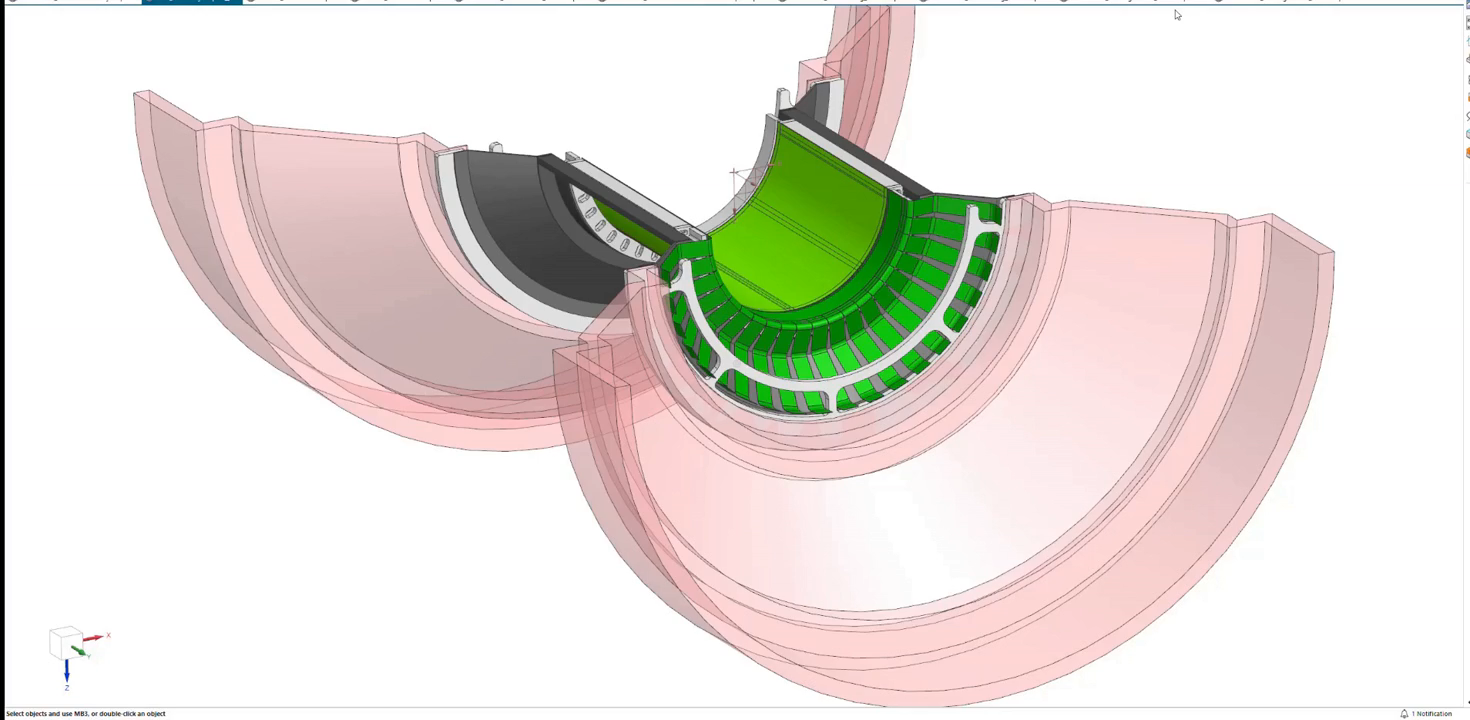 X
Y
Z
Select objects and use MB3, or double-click an object
1 Notification